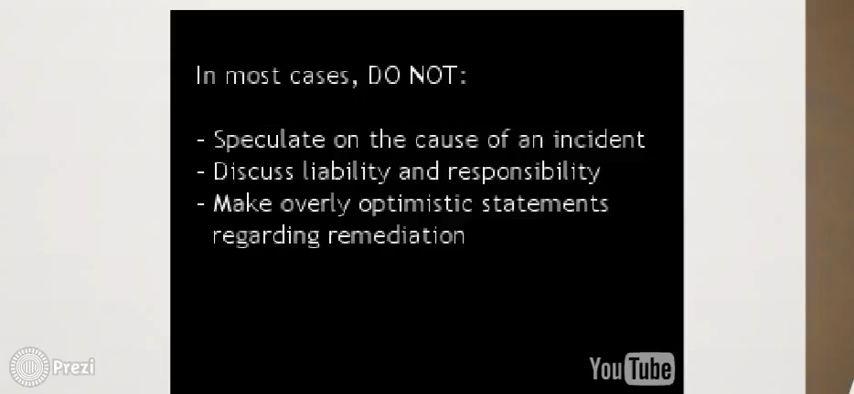 In most cases, DO NOT:
- Speculate on the cause of an incident
- Discuss liability and responsibility
- Make overly optimistic statements
regarding remediation
Prezi
YouTube